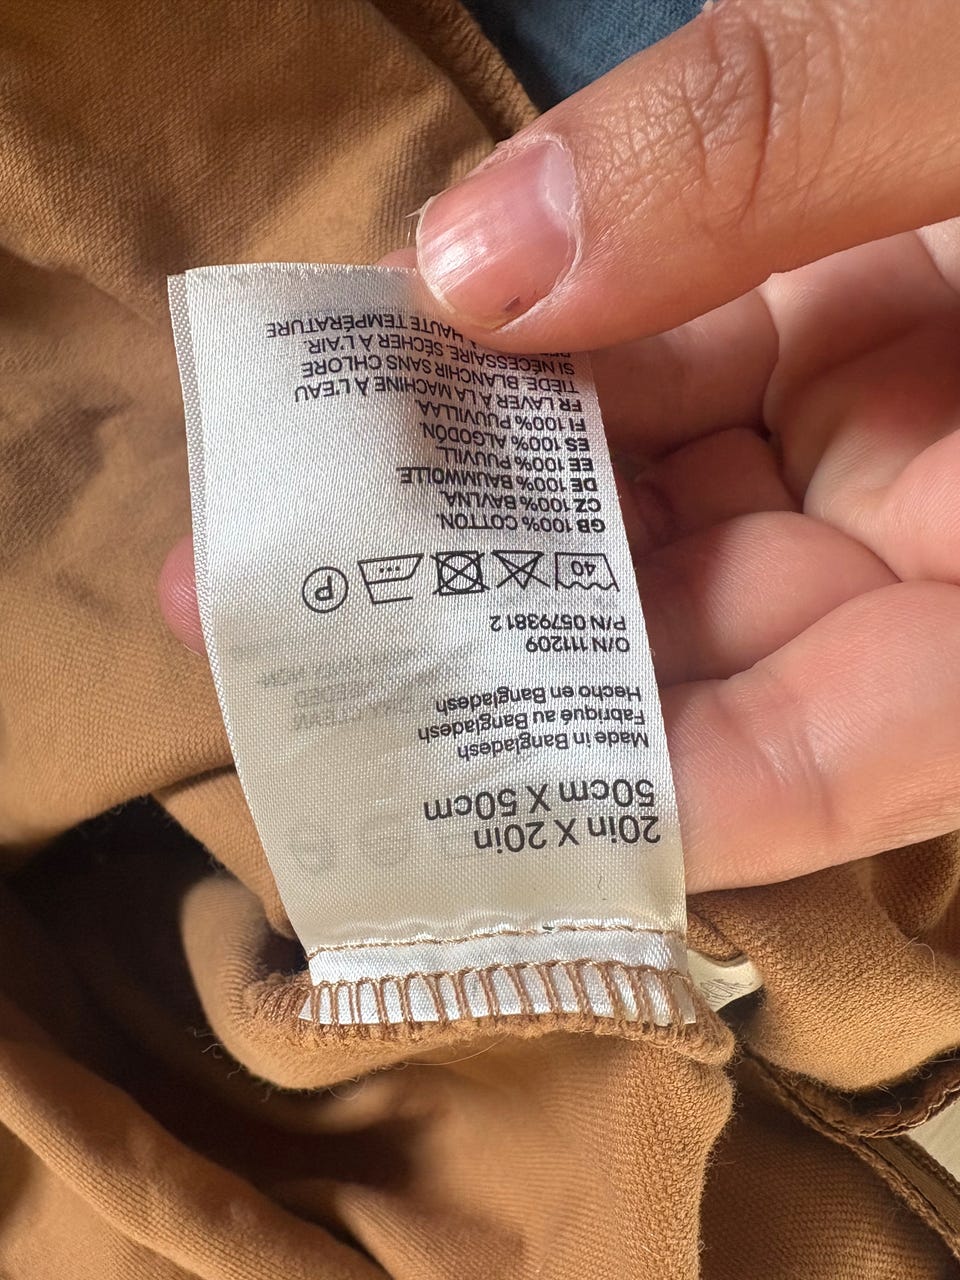 20in X 20in
50cm X 50cm
Made in Bangladesh
Fabriqué au Bangladesh
Hecho en Bangladesh
O/N 111209
P/N 0579381 2
40
P
GB 100% COTTON.
CZ 100% BAVLNA.
DE 100% BAUMWOLLE
EE 100% PUUVILL.
ES 100% ALGODÓN.
FI 100% PUUVILLAA.
FR LAVER À LA MACHINE À L'EAU
TIÈDE BLANCHIR SANS CHLORE
SI NÉCESSAIRE. SÉCHER À L'AIR.
À HAUTE TEMPÉRATURE